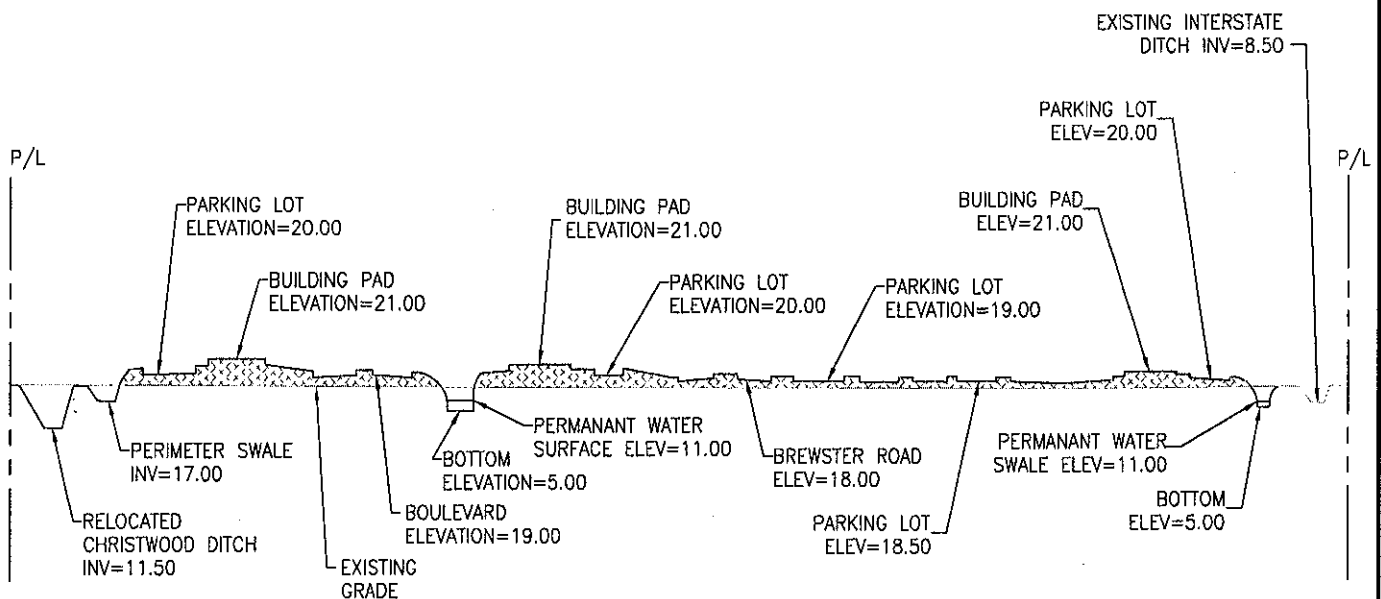 EXISTING INTERSTATE
DITCH INV=8.50
PARKING LOT
ELEV=20.00
P/L
P/L
PARKING LOT
ELEVATION=20.00
BUILDING PAD
ELEVATION=21.00
BUILDING PAD
ELEV=21.00
BUILDING PAD
ELEVATION=21.00
PARKING LOT
ELEVATION=20.00
PARKING LOT
ELEVATION=19.00
PERIMETER SWALE
INV=17.00
BOTTOM
ELEVATION=5.00
PERMANANT WATER
SURFACE ELEV=11.00
BREWSTER ROAD
ELEV=18.00
PERMANANT WATER
SWALE ELEV=11.00
RELOCATED
CHRISTWOOD DITCH
INV=11.50
BOULEVARD
ELEVATION=19.00
PARKING LOT
ELEV=18.50
BOTTOM
ELEV=5.00
EXISTING
GRADE